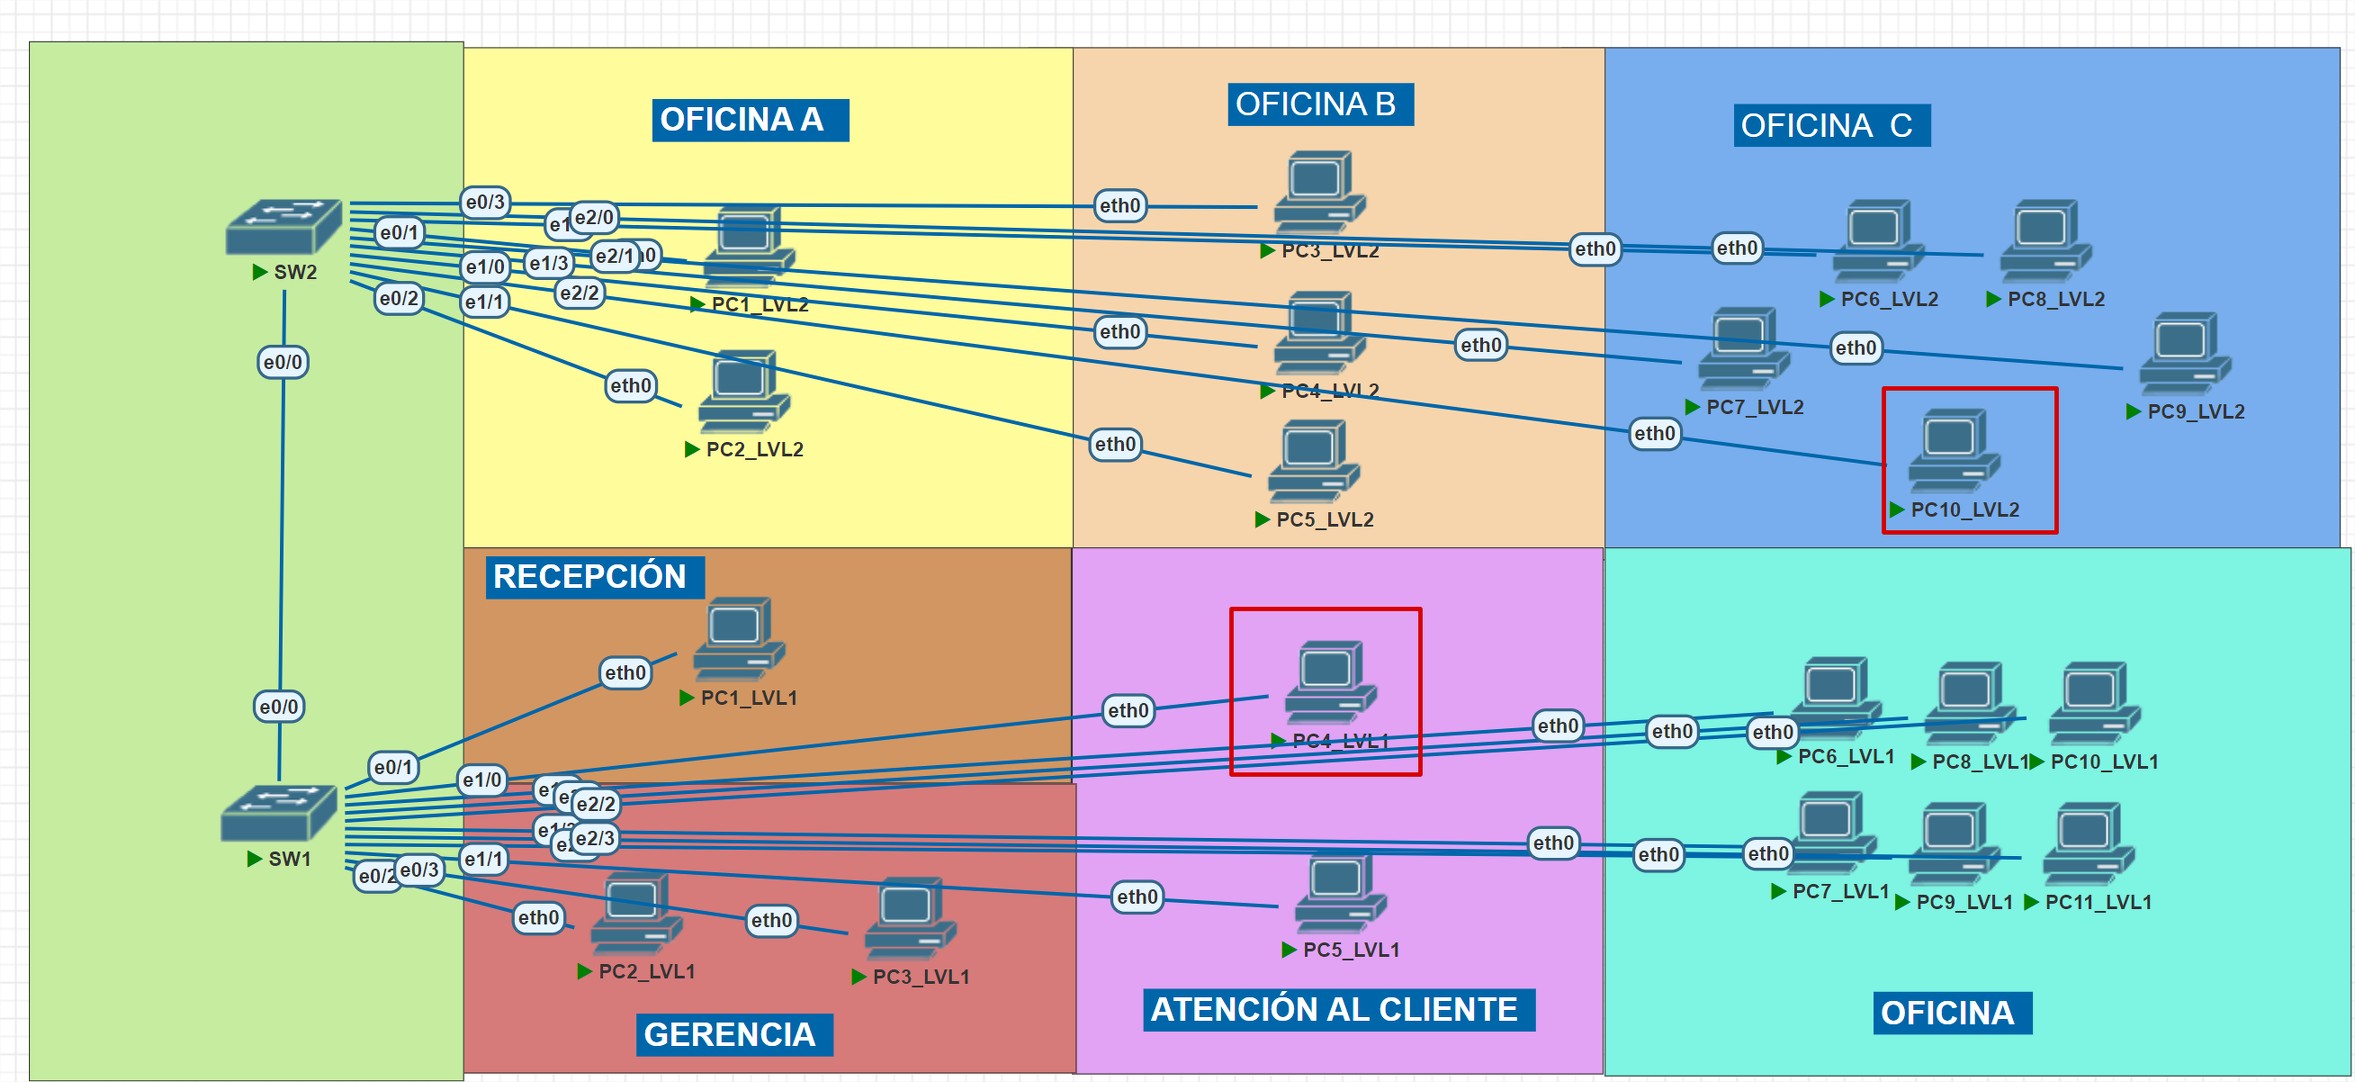 OFICINA A
OFICINA B
OFICINA C
e0/3
e2/0
e0/1
e1/0
e1/3
e2/1
e0/2
e1/1
e2/2
eth0
eth0
eth0
eth0
eth0
eth0
eth0
eth0
eth0
SW2
PC1_LVL2
PC2_LVL2
PC3_LVL2
PC4_LVL2
PC5_LVL2
PC6_LVL2
PC8_LVL2
PC7_LVL2
PC9_LVL2
PC10_LVL2
e0/0
e0/0
RECEPCIÓN
eth0
PC1_LVL1
eth0
PC4_LVL1
eth0
eth0
eth0
PC6_LVL1
PC8_LVL1
PC10_LVL1
e0/1
e1/0
e2/2
e2/3
e1/1
e0/2
e0/3
SW1
eth0
eth0
eth0
PC7_LVL1
PC9_LVL1
PC11_LVL1
eth0
eth0
eth0
PC2_LVL1
PC3_LVL1
PC5_LVL1
GERENCIA
ATENCIÓN AL CLIENTE
OFICINA